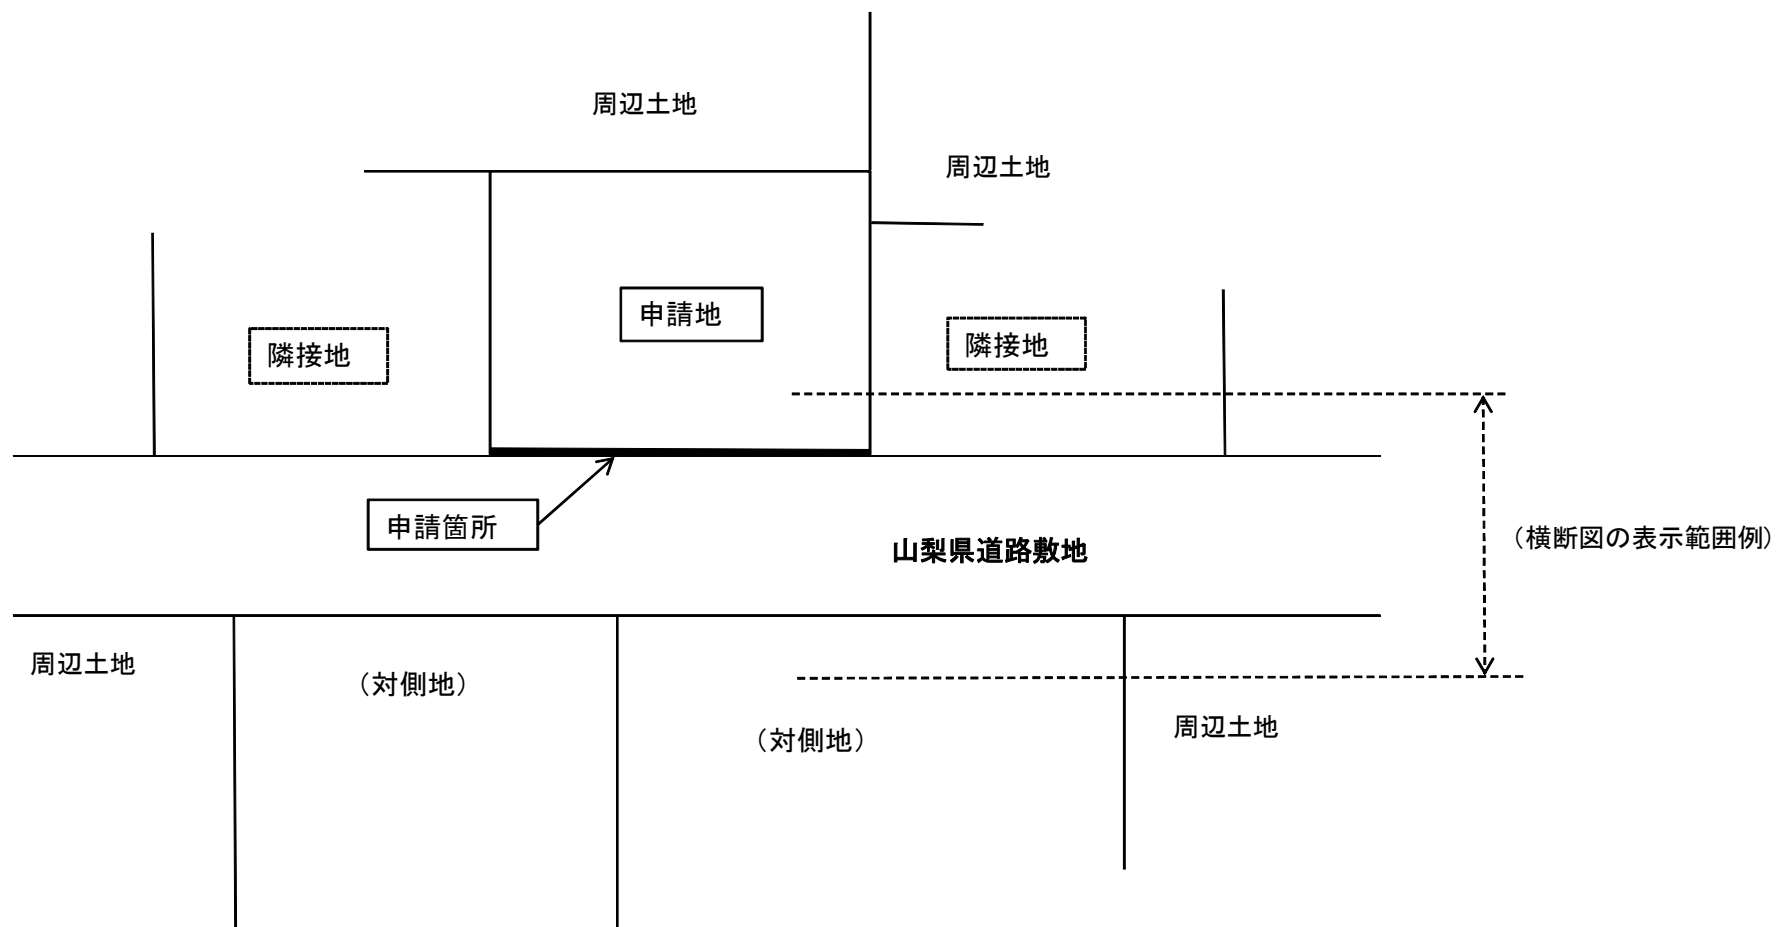 周辺土地
周辺土地
申請地
隣接地
隣接地
申請箇所
山梨県道路敷地
（横断図の表示範囲例）
周辺土地
（対側地）
（対側地）
周辺土地